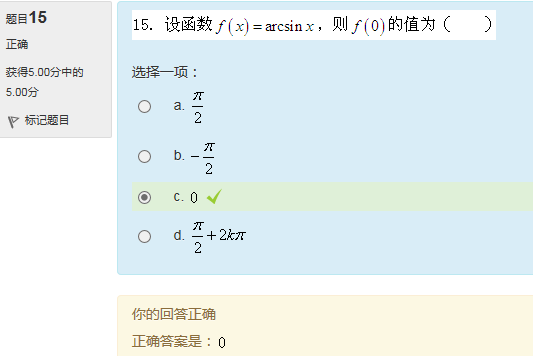 题目15
正确
获得5.00分中的
5.00分
标记题目
15. 设函数 f(x)=arcsin x，则 f(0)的值为（　　）
选择一项：
a. π/2
b. −π/2
c. 0
d. π/2+2kπ
你的回答正确
正确答案是：0